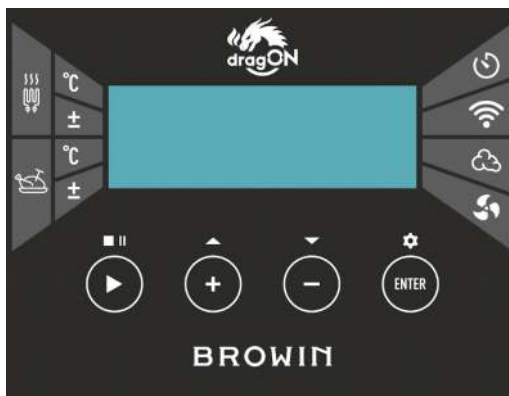 dragON
°C
±
°C
±
+
−
ENTER
BROWIN